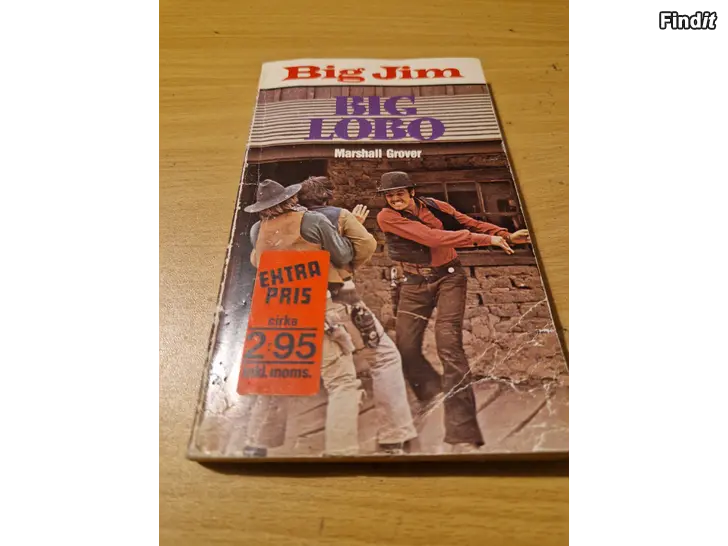 Findit
Big Jim
BIG
LOBO
Marshall Grover
EXTRA
PRIS
cirka
2:95
inkl. moms.